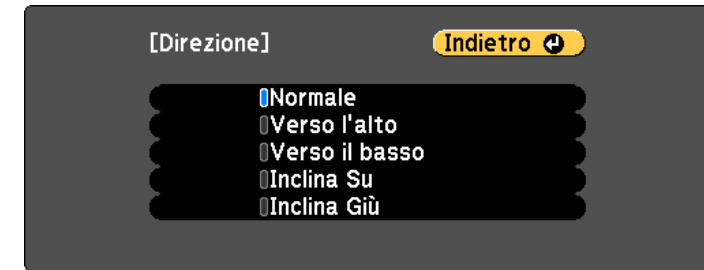 [Direzione]
Indietro
Normale
Verso l'alto
Verso il basso
Inclina Su
Inclina Giù